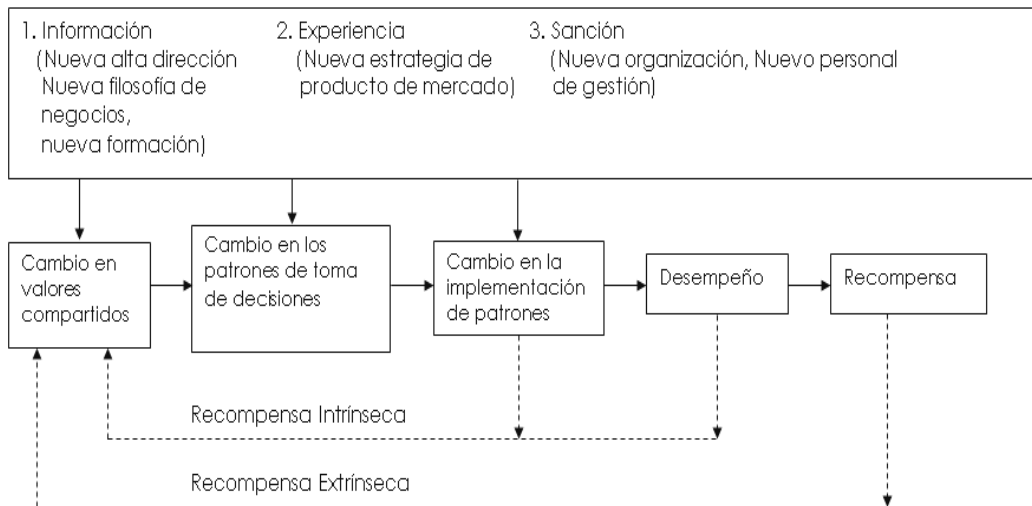 1. Información
(Nueva alta dirección
Nueva filosofía de
negocios,
nueva formación)
2. Experiencia
(Nueva estrategia de
producto de mercado)
3. Sanción
(Nueva organización, Nuevo personal
de gestión)
Cambio en
valores
compartidos
Cambio en los
patrones de toma
de decisiones
Cambio en la
implementación
de patrones
Desempeño
Recompensa
Recompensa Intrínseca
Recompensa Extrínseca